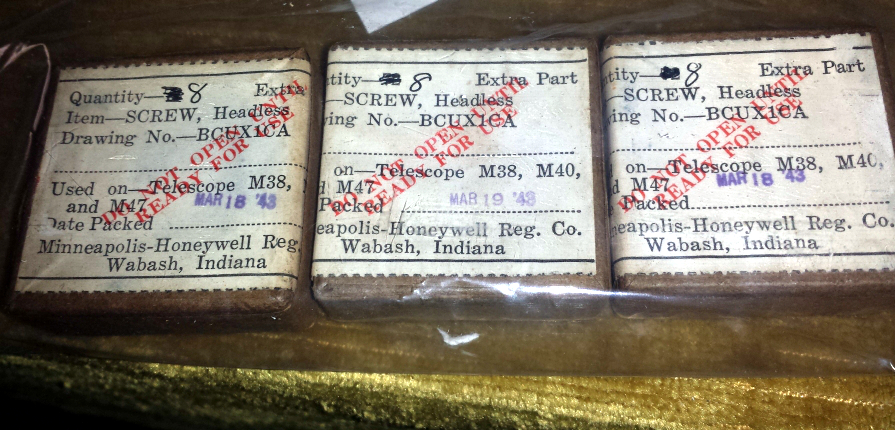 Quantity— 8 Extra
Item—SCREW, Headless
Drawing No.—BCUX1CA
DO NOT OPEN UNTIL
READY FOR USE
Used on—Telescope M38,
and M47
Date Packed MAR 18 '43
Minneapolis-Honeywell Reg.
Wabash, Indiana
tity— 8 Extra Part
—SCREW, Headless
ing No.—BCUX1CA
DO NOT OPEN UNTIL
READY FOR USE
on—Telescope M38, M40,
d M47
Packed MAR 19 '43
eapolis-Honeywell Reg. Co.
Wabash, Indiana
tity— 8 Extra Part
—SCREW, Headless
ing No.—BCUX1CA
DO NOT OPEN UNTIL
READY FOR USE
on—Telescope M38, M40,
d M47
Packed MAR 18 '43
neapolis-Honeywell Reg. Co.
Wabash, Indiana